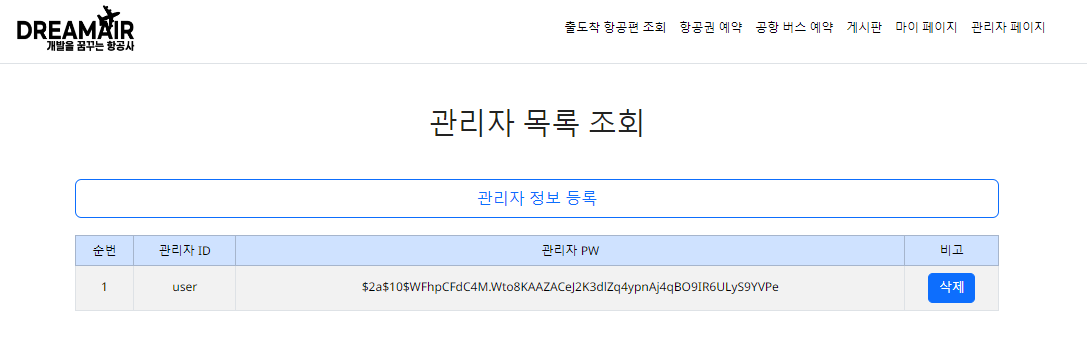 DREAMAIR
개발을 꿈꾸는 항공사
출도착 항공편 조회 항공권 예약 공항 버스 예약 게시판 마이 페이지 관리자 페이지
관리자 목록 조회
관리자 정보 등록
순번 관리자 ID 관리자 PW 비고
1 user $2a$10$WFhpCFdC4M.Wto8KAAZACeJ2K3dlZq4ypnAj4qBO9IR6ULyS9YVPe 삭제